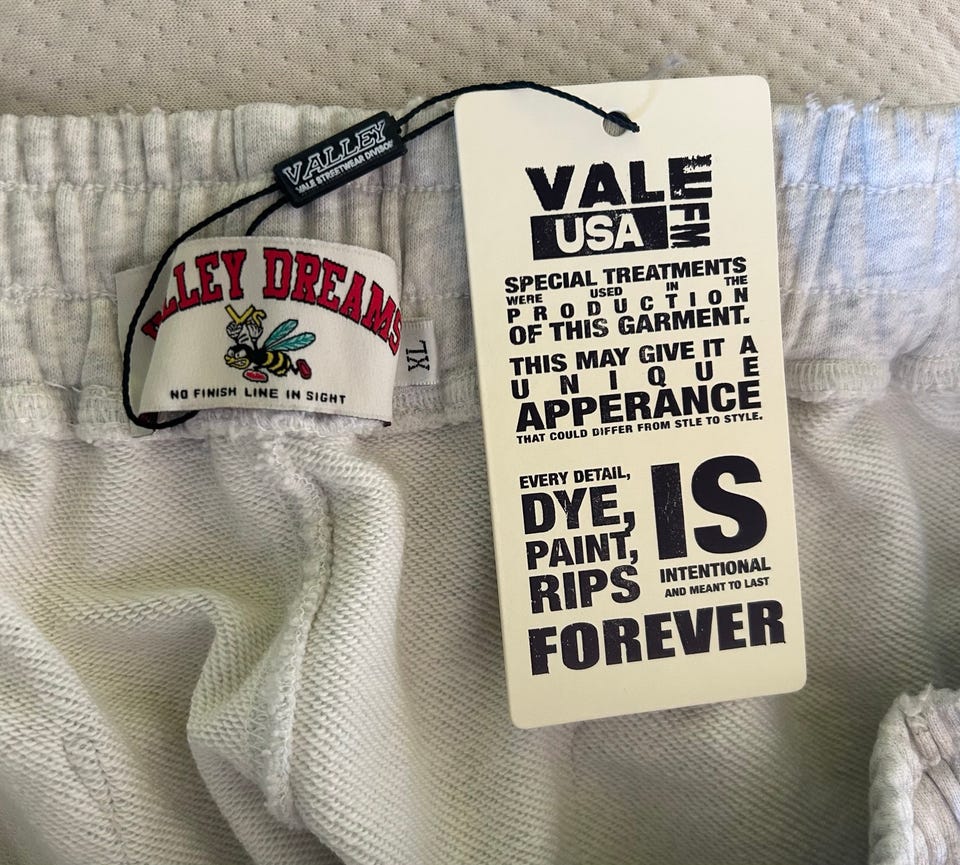 VALLEY
VALE STREETWEAR DIVISION
LLEY DREAMS
VS
NO FINISH LINE IN SIGHT
XL
VALE
FM
USA
SPECIAL TREATMENTS
WERE USED IN THE
PRODUCTION
OF THIS GARMENT.
THIS MAY GIVE IT A
UNIQUE
APPERANCE
THAT COULD DIFFER FROM STLE TO STYLE.
EVERY DETAIL,
DYE,
PAINT,
RIPS
IS
INTENTIONAL
AND MEANT TO LAST
FOREVER